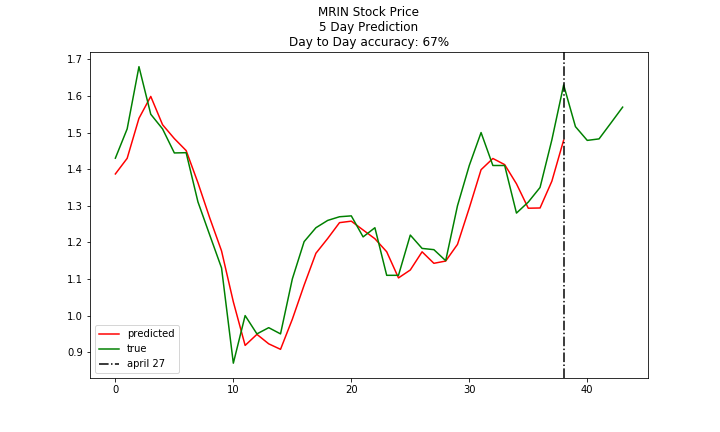 MRIN Stock Price
5 Day Prediction
Day to Day accuracy: 67%
1.7
1.6
1.5
1.4
1.3
1.2
1.1
1.0
0.9
predicted
true
april 27
0 10 20 30 40